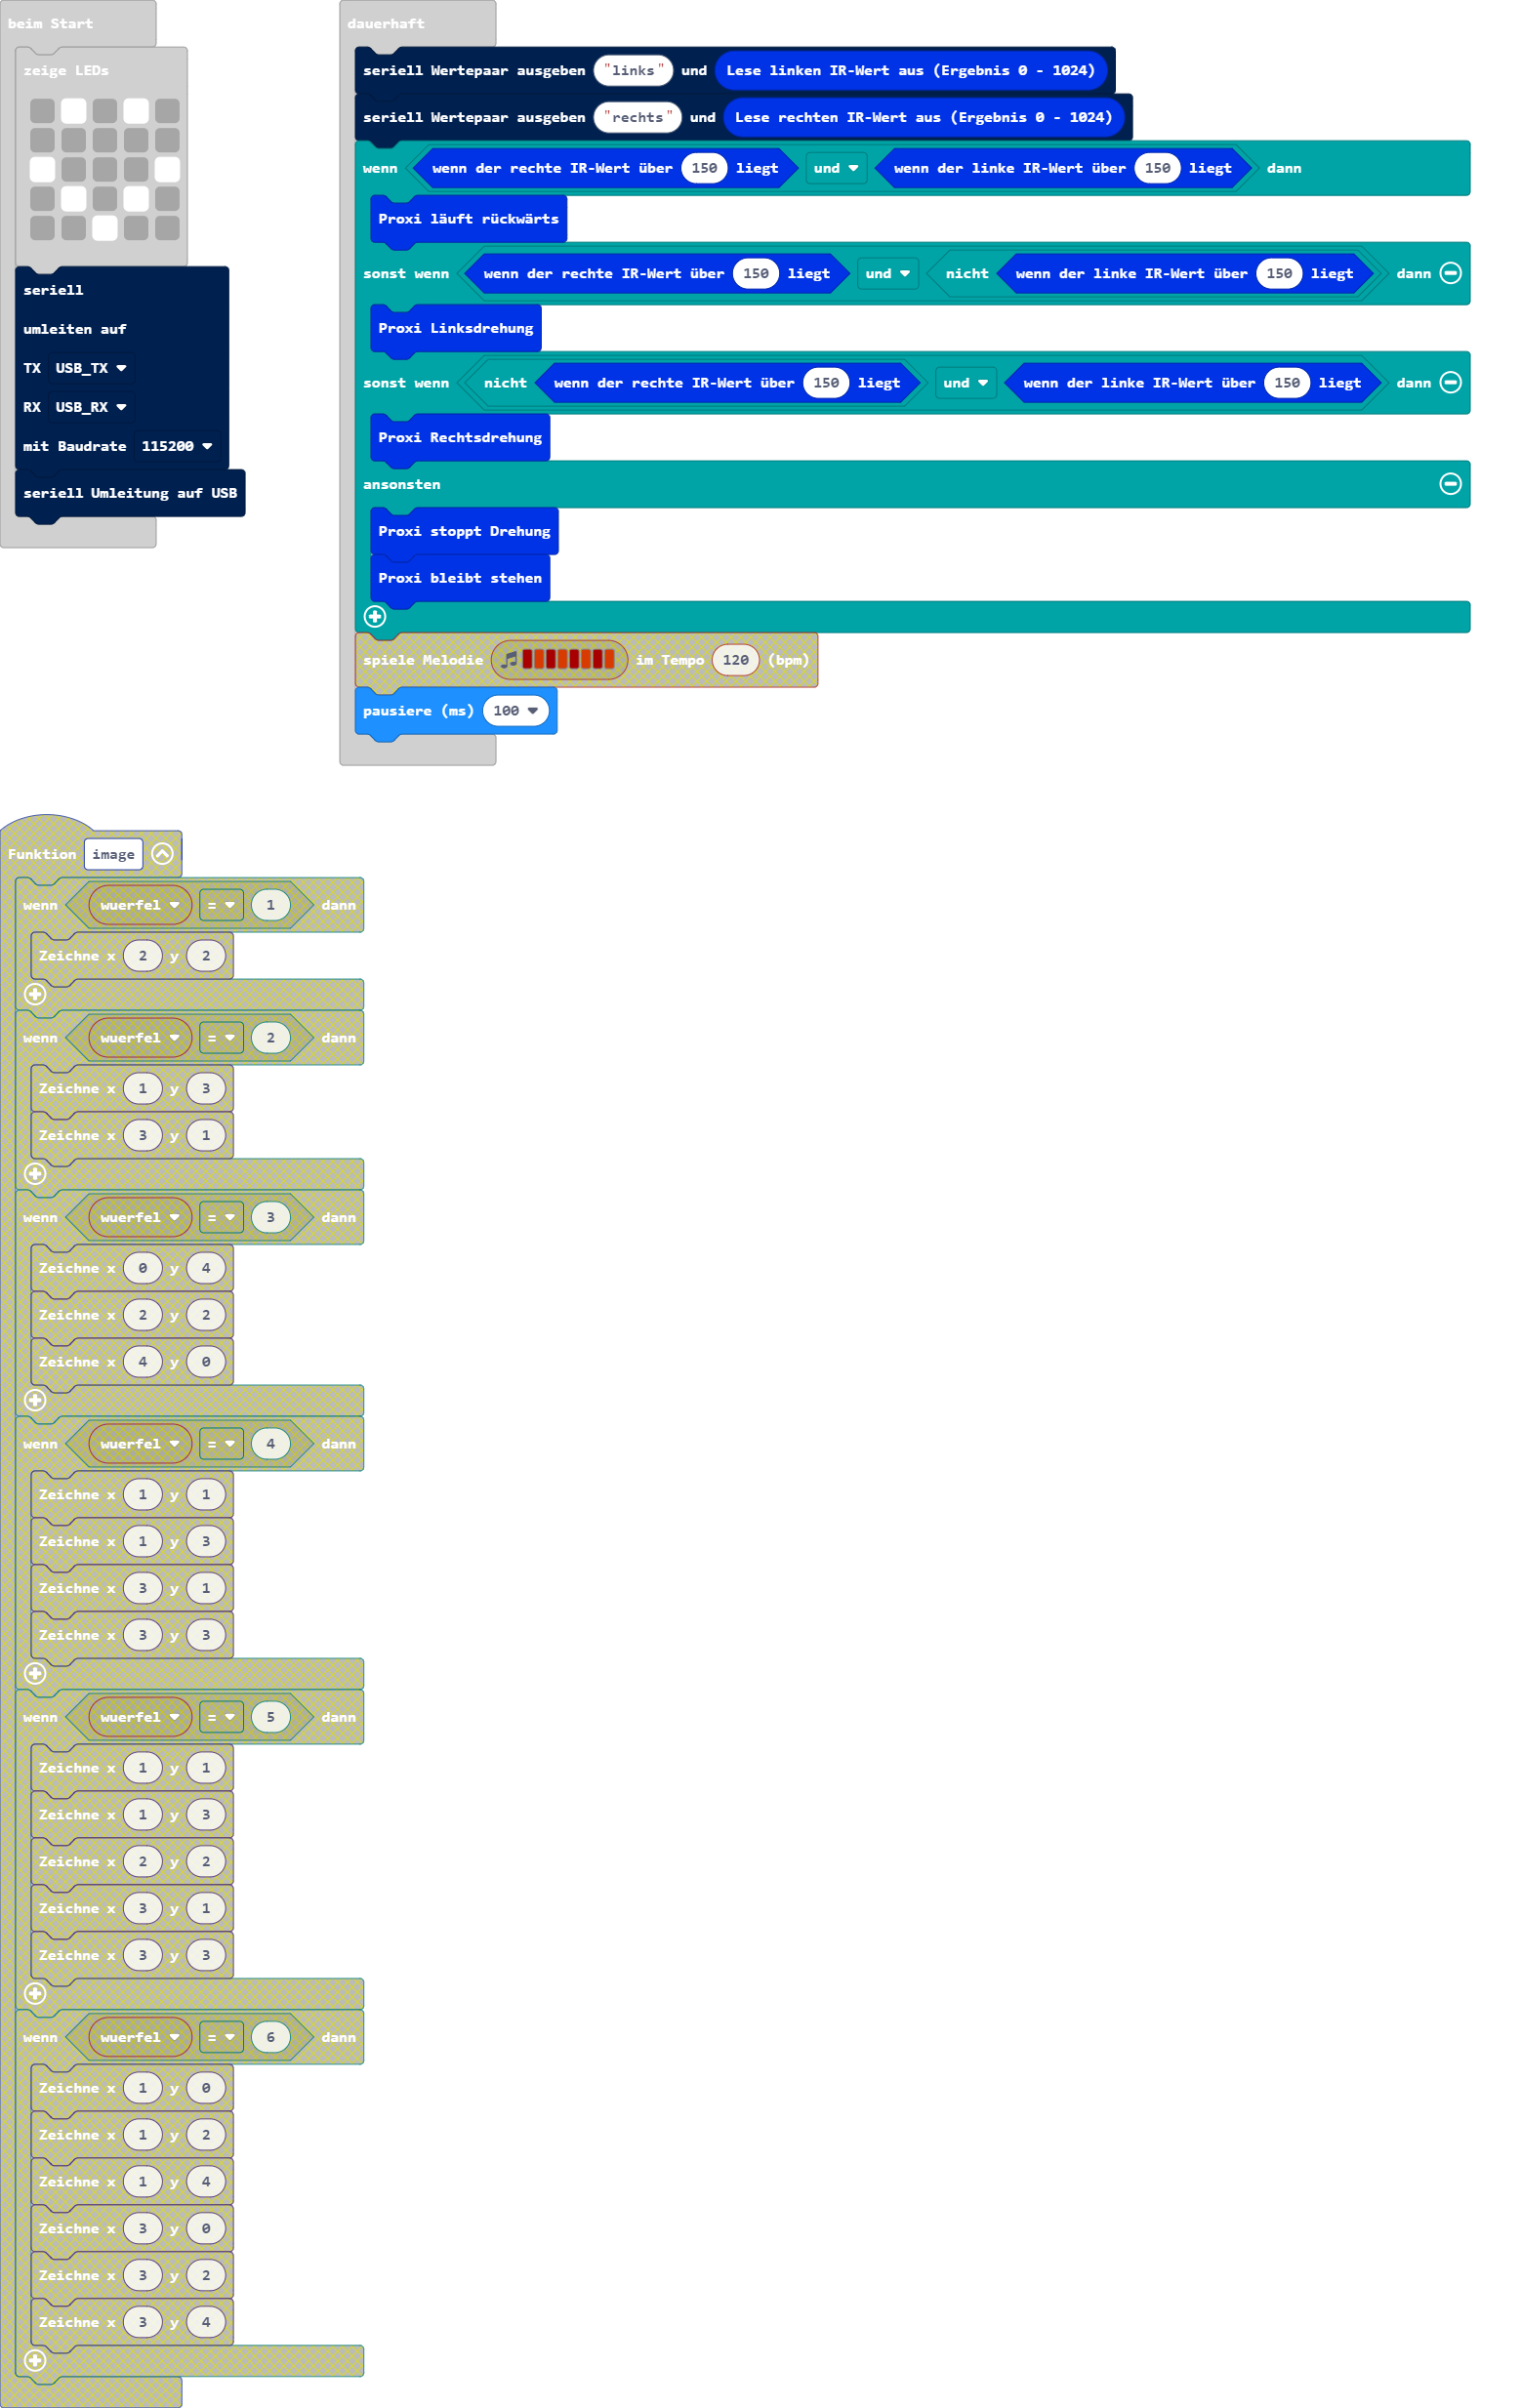 beim Start
zeige LEDs
seriell
umleiten auf
TX USB_TX
RX USB_RX
mit Baudrate 115200
seriell Umleitung auf USB
dauerhaft
seriell Wertepaar ausgeben "links" und Lese linken IR-Wert aus (Ergebnis 0 - 1024)
seriell Wertepaar ausgeben "rechts" und Lese rechten IR-Wert aus (Ergebnis 0 - 1024)
wenn wenn der rechte IR-Wert über 150 liegt und wenn der linke IR-Wert über 150 liegt dann
Proxi läuft rückwärts
sonst wenn wenn der rechte IR-Wert über 150 liegt und nicht wenn der linke IR-Wert über 150 liegt dann
Proxi Linksdrehung
sonst wenn nicht wenn der rechte IR-Wert über 150 liegt und wenn der linke IR-Wert über 150 liegt dann
Proxi Rechtsdrehung
ansonsten
Proxi stoppt Drehung
Proxi bleibt stehen
spiele Melodie im Tempo 120 (bpm)
pausiere (ms) 100
Funktion image
wenn wuerfel = 1 dann
Zeichne x 2 y 2
wenn wuerfel = 2 dann
Zeichne x 1 y 3
Zeichne x 3 y 1
wenn wuerfel = 3 dann
Zeichne x 0 y 4
Zeichne x 2 y 2
Zeichne x 4 y 0
wenn wuerfel = 4 dann
Zeichne x 1 y 1
Zeichne x 1 y 3
Zeichne x 3 y 1
Zeichne x 3 y 3
wenn wuerfel = 5 dann
Zeichne x 1 y 1
Zeichne x 1 y 3
Zeichne x 2 y 2
Zeichne x 3 y 1
Zeichne x 3 y 3
wenn wuerfel = 6 dann
Zeichne x 1 y 0
Zeichne x 1 y 2
Zeichne x 1 y 4
Zeichne x 3 y 0
Zeichne x 3 y 2
Zeichne x 3 y 4